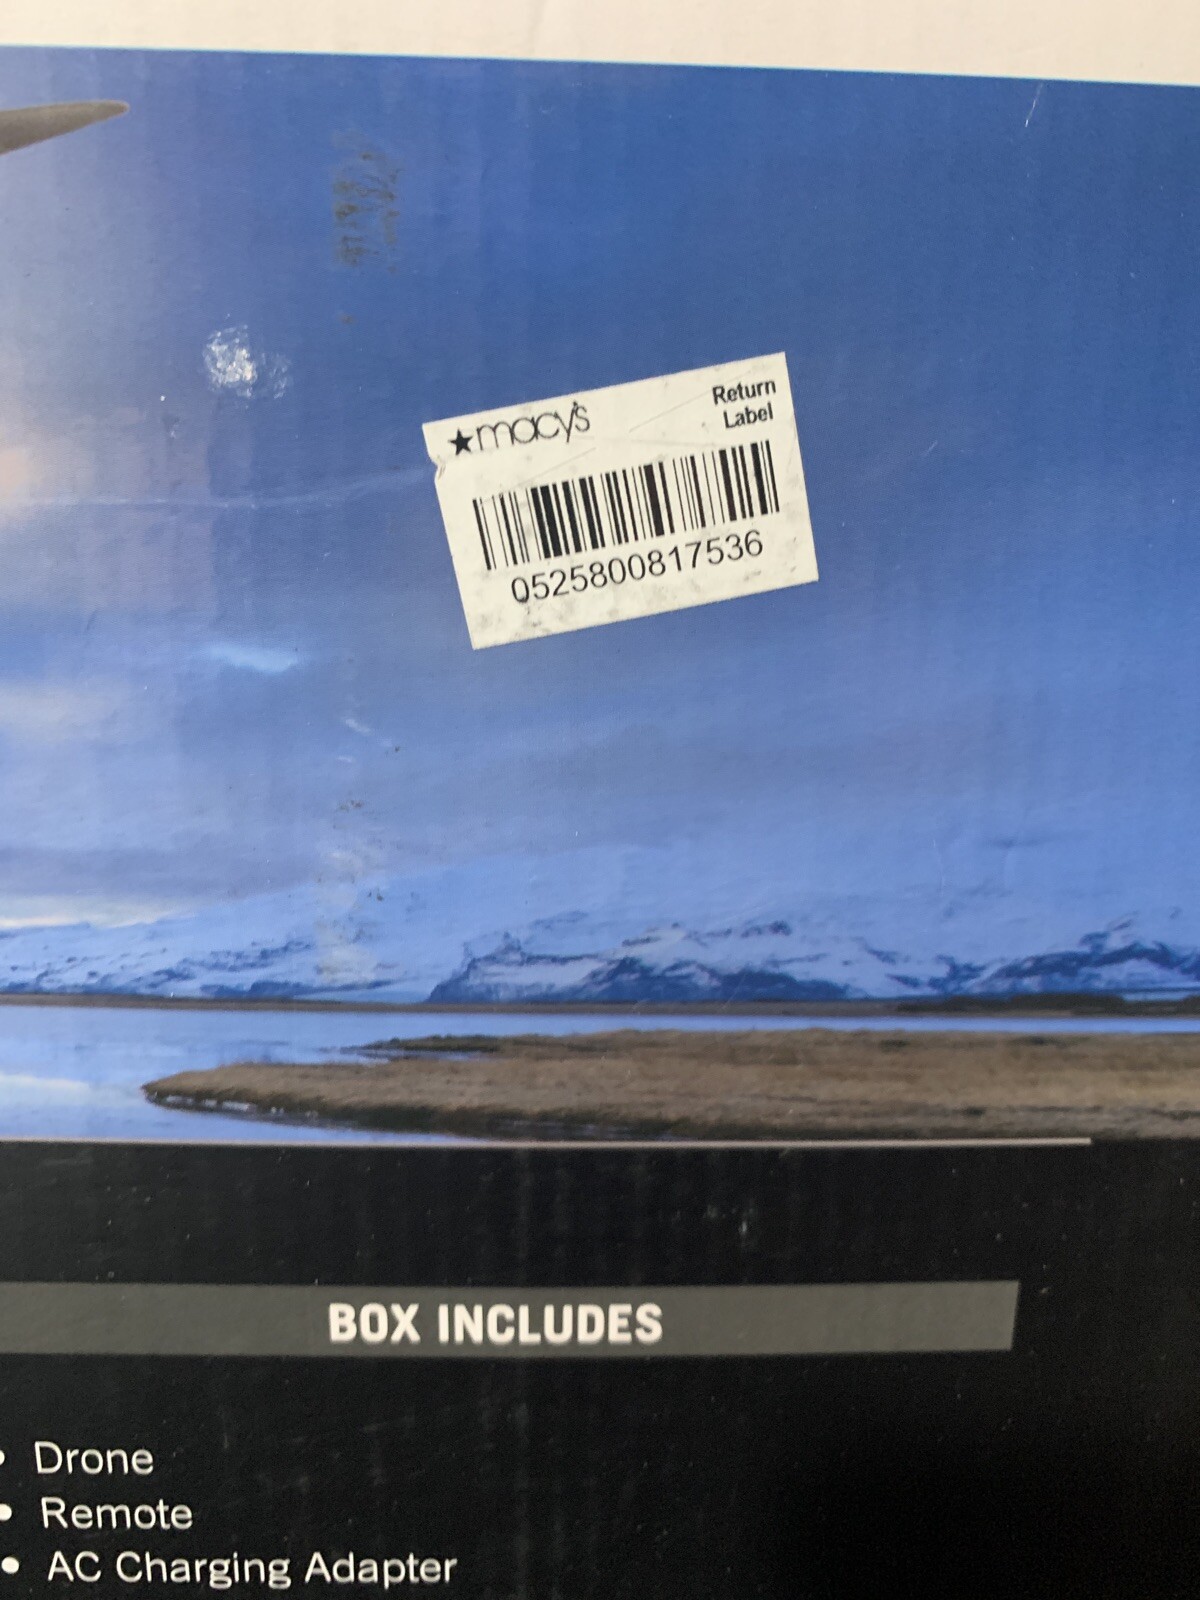 macy's
Return
Label
0525800817536
BOX INCLUDES
• Drone
• Remote
• AC Charging Adapter